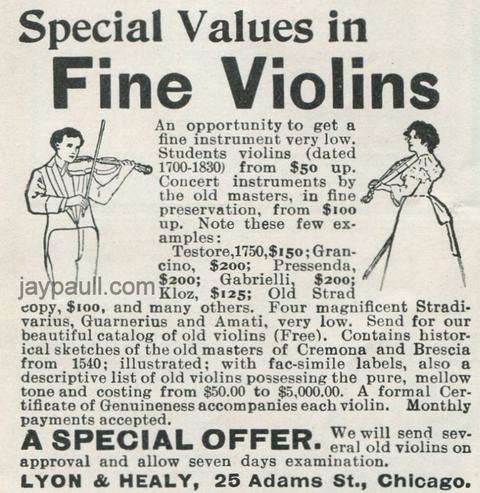 Special Values in
Fine Violins
An opportunity to get a
fine instrument very low.
Students violins (dated
1700-1830) from $50 up.
Concert instruments by
the old masters, in fine
preservation, from $100
up. Note these few ex-
amples:
Testore,1750,$150; Gran-
cino, $200; Pressenda,
$200; Gabrielli, $200;
Kloz, $125; Old Strad
jaypaull.com
copy, $100, and many others. Four magnificent Stradi-
varius, Guarnerius and Amati, very low. Send for our
beautiful catalog of old violins (Free). Contains histor-
ical sketches of the old masters of Cremona and Brescia
from 1540; illustrated; with fac-simile labels, also a
descriptive list of old violins possessing the pure, mellow
tone and costing from $50.00 to $5,000.00. A formal Cer-
tificate of Genuineness accompanies each violin. Monthly
payments accepted.
A SPECIAL OFFER. We will send sev-
eral old violins on
approval and allow seven days examination.
LYON & HEALY, 25 Adams St., Chicago.